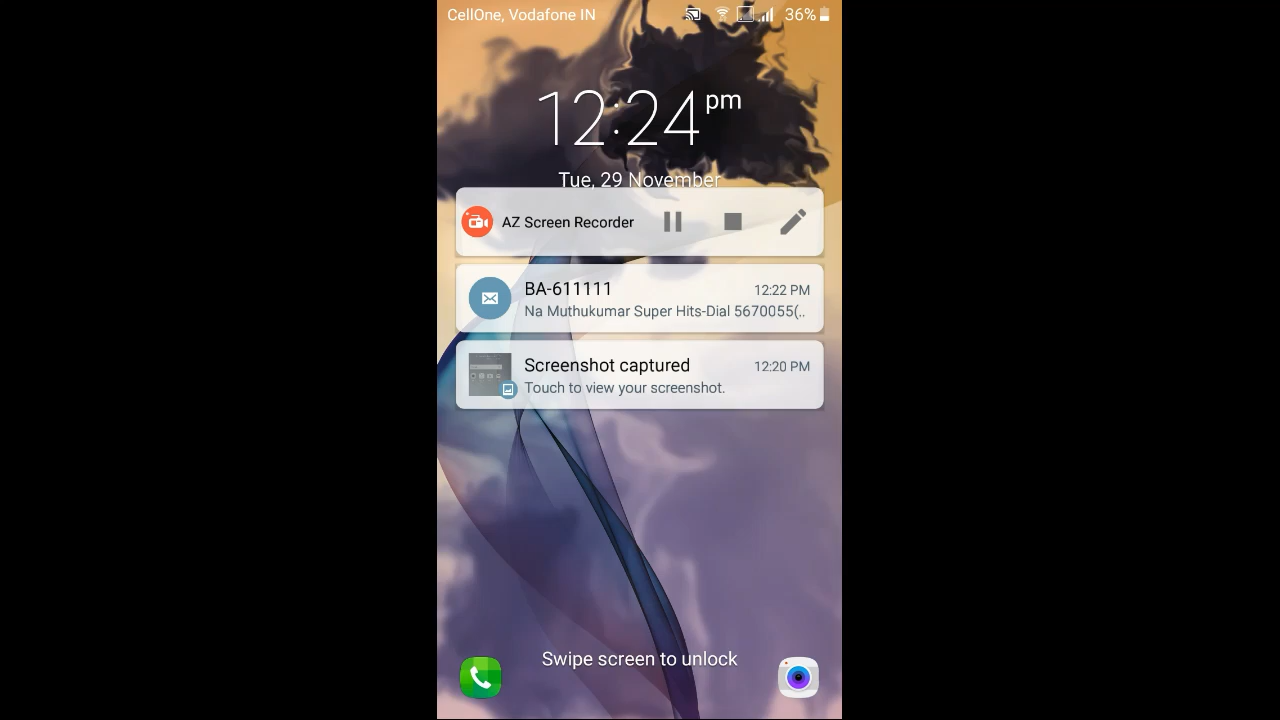 CellOne, Vodafone IN
36%
12:24 pm
Tue, 29 November
AZ Screen Recorder
BA-611111 12:22 PM
Na Muthukumar Super Hits-Dial 5670055(..
Screenshot captured 12:20 PM
Touch to view your screenshot.
Swipe screen to unlock